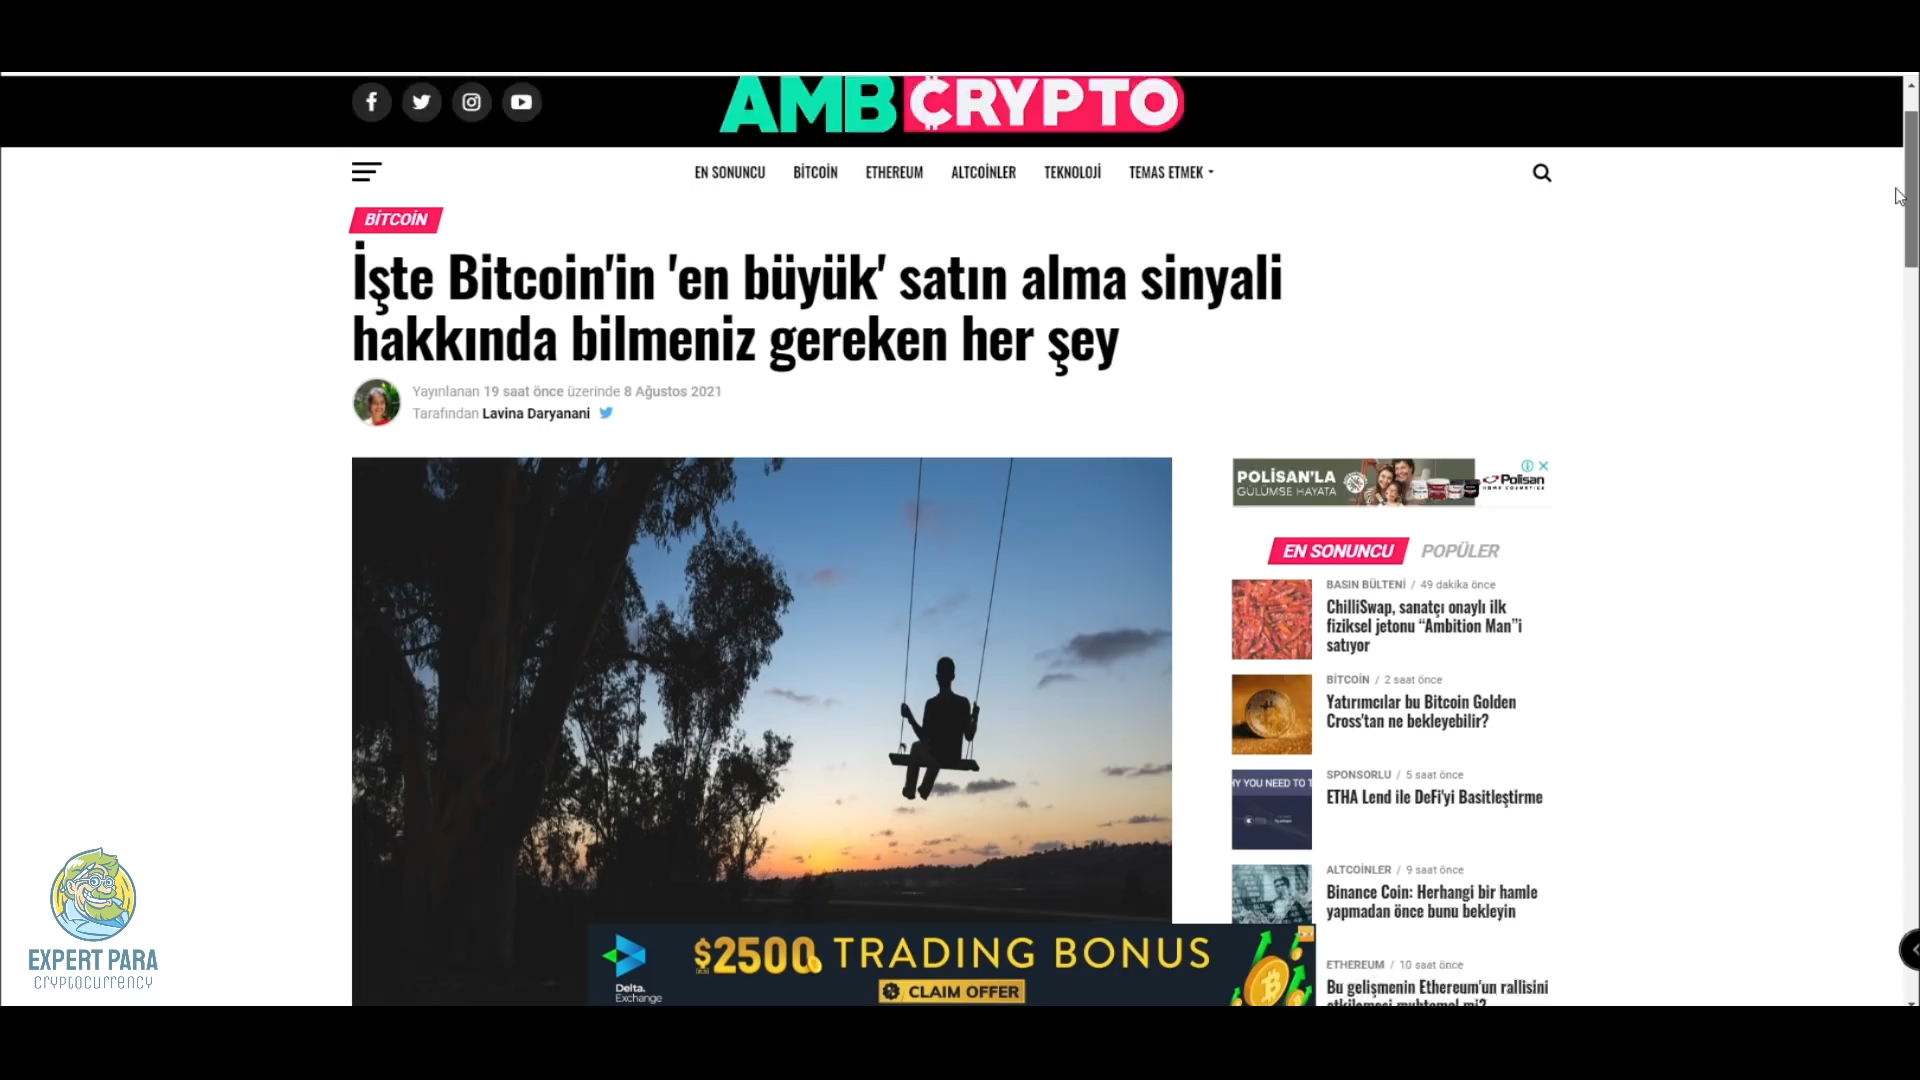 AMBCRYPTO
EN SONUNCU BİTCOİN ETHEREUM ALTCOİNLER TEKNOLOJİ TEMAS ETMEK
BİTCOİN
İşte Bitcoin'in 'en büyük' satın alma sinyali
hakkında bilmeniz gereken her şey
Yayınlanan 19 saat önce üzerinde 8 Ağustos 2021
Tarafından Lavina Daryanani
POLİSAN'LA
GÜLÜMSE HAYATA
Polisan
HOME COSMETICS
EN SONUNCU POPÜLER
BASIN BÜLTENİ / 49 dakika önce
ChilliSwap, sanatçı onaylı ilk
fiziksel jetonu “Ambition Man”i
satıyor
BİTCOİN / 2 saat önce
Yatırımcılar bu Bitcoin Golden
Cross'tan ne bekleyebilir?
SPONSORLU / 5 saat önce
HY YOU NEED TO T
ETHA Lend ile DeFi'yi Basitleştirme
ALTCOİNLER / 9 saat önce
Binance Coin: Herhangi bir hamle
yapmadan önce bunu bekleyin
ETHEREUM / 10 saat önce
Bu gelişmenin Ethereum'un rallisini
etkilemesi muhtemel mi?
Delta.
Exchange
$2500 TRADING BONUS
CLAIM OFFER
EXPERT PARA
CRYPTOCURRENCY